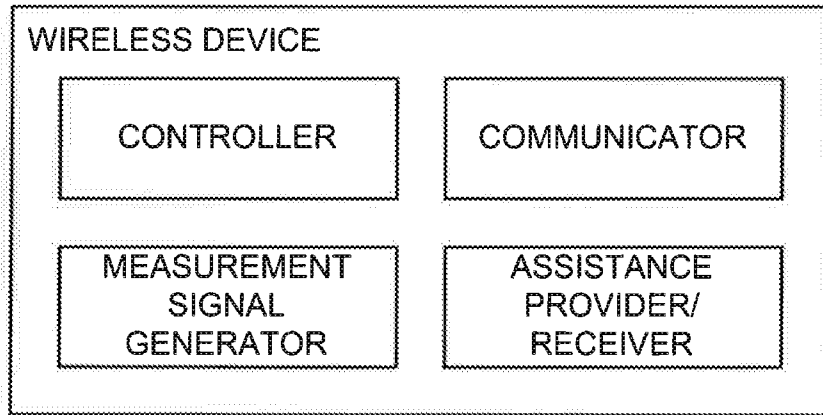 WIRELESS DEVICE
CONTROLLER
COMMUNICATOR
MEASUREMENT
SIGNAL
GENERATOR
ASSISTANCE
PROVIDER/
RECEIVER